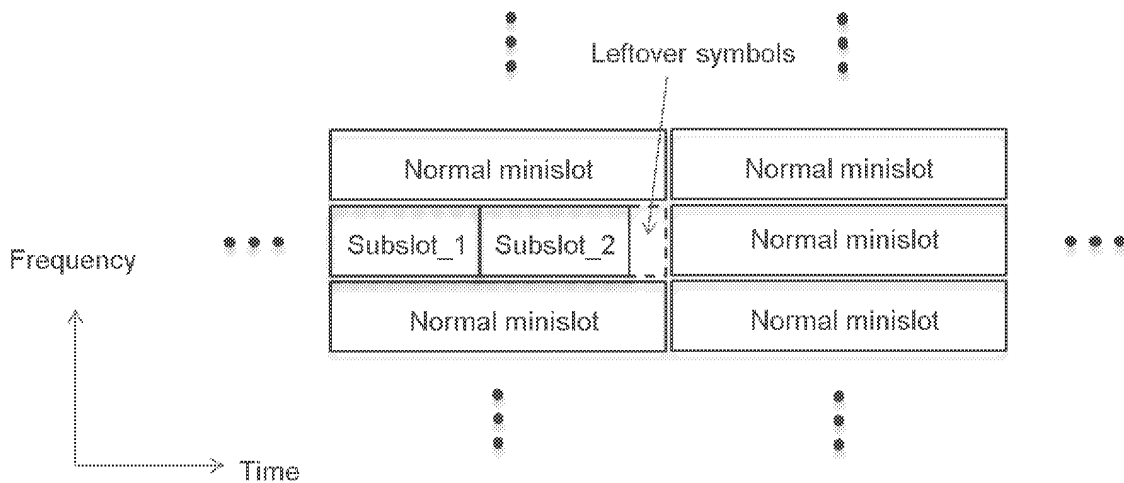 Leftover symbols
Normal minislot
Normal minislot
Subslot_1
Subslot_2
Normal minislot
Frequency
Normal minislot
Normal minislot
Time